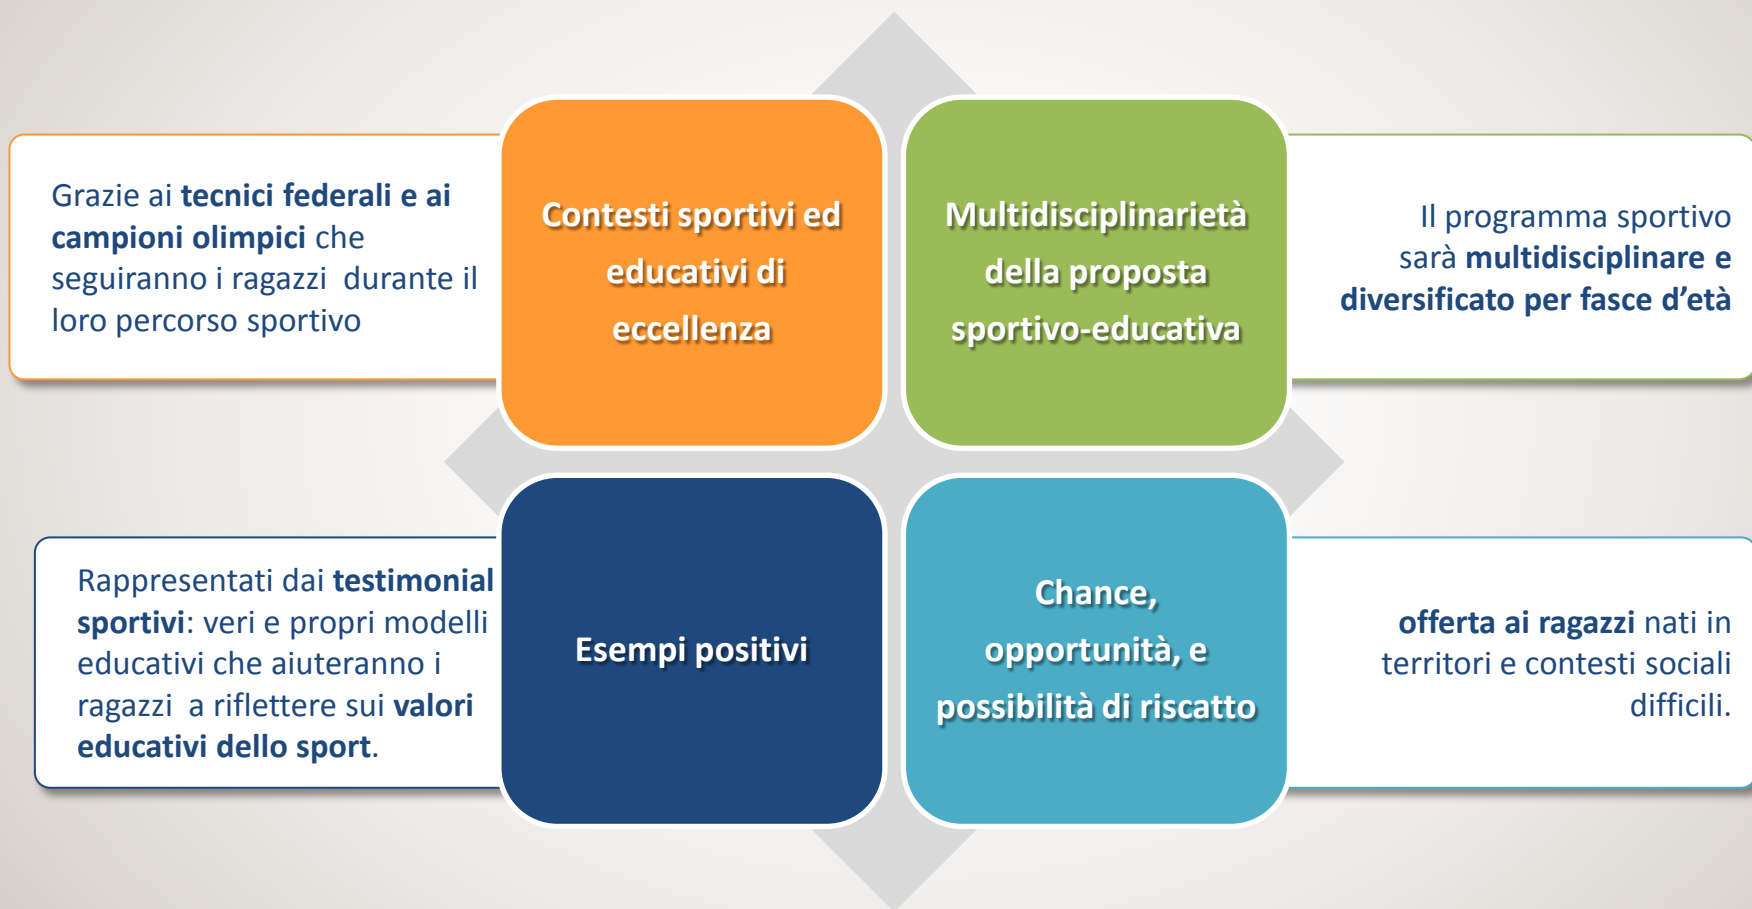 Grazie ai tecnici federali e ai
campioni olimpici che
seguiranno i ragazzi  durante il
loro percorso sportivo
Contesti sportivi ed
educativi di
eccellenza
Multidisciplinarietà
della proposta
sportivo-educativa
Il programma sportivo
sarà multidisciplinare e
diversificato per fasce d’età
Rappresentati dai testimonial
sportivi: veri e propri modelli
educativi che aiuteranno i
ragazzi  a riflettere sui valori
educativi dello sport.
Esempi positivi
Chance,
opportunità, e
possibilità di riscatto
offerta ai ragazzi nati in
territori e contesti sociali
difficili.